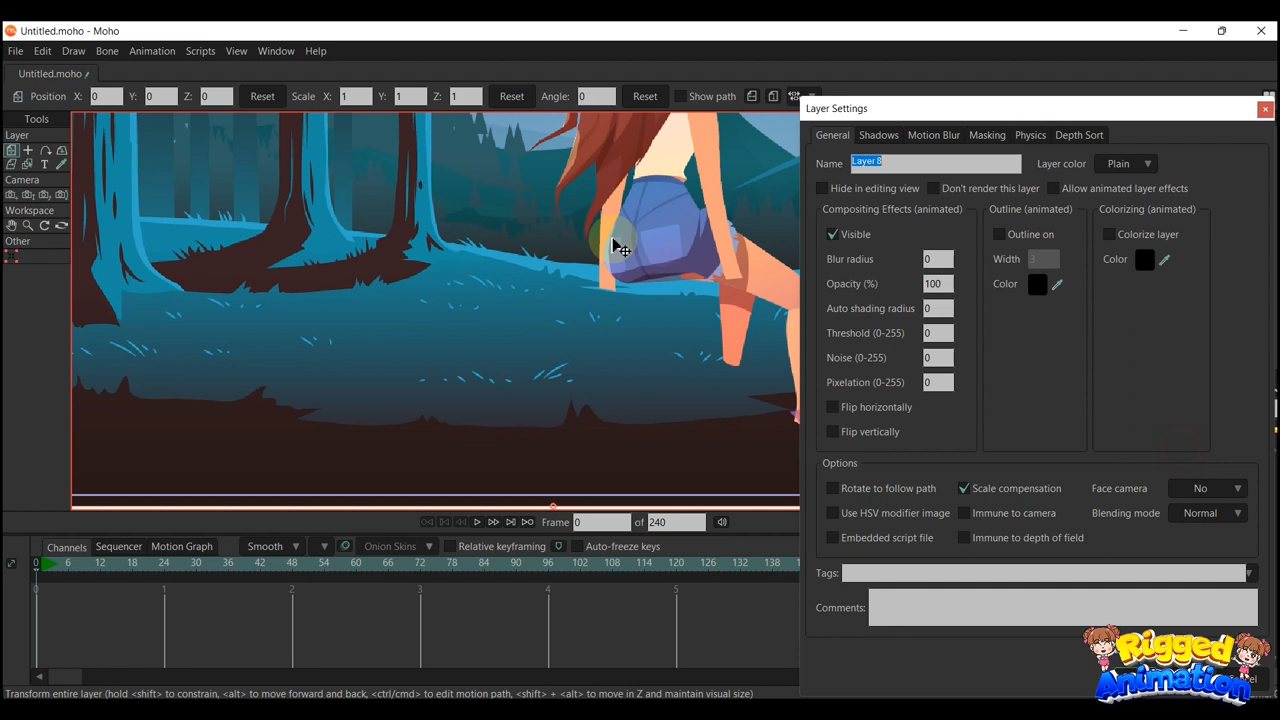 Untitled.moho - Moho
File Edit Draw Bone Animation Scripts View Window Help
Untitled.moho
Position X: 0 Y: 0 Z: 0 Reset Scale X: 1 Y: 1 Z: 1 Reset Angle: 0 Reset Show path
Tools
Layer
Camera
Workspace
Other
Layer Settings
General Shadows Motion Blur Masking Physics Depth Sort
Name Layer 8 Layer color Plain
Hide in editing view Don't render this layer Allow animated layer effects
Compositing Effects (animated) Outline (animated) Colorizing (animated)
Visible Outline on Colorize layer
Blur radius 0 Width 3 Color
Opacity (%) 100 Color
Auto shading radius 0
Threshold (0-255) 0
Noise (0-255) 0
Pixelation (0-255) 0
Flip horizontally
Flip vertically
Options
Rotate to follow path Scale compensation Face camera No
Use HSV modifier image Immune to camera Blending mode Normal
Embedded script file Immune to depth of field
Tags:
Comments:
Frame 0 of 240
Channels Sequencer Motion Graph Smooth Onion Skins Relative keyframing Auto-freeze keys
0 6 12 18 24 30 36 42 48 54 60 66 72 78 84 90 96 102 108 114 120 126 132 138
0 1 2 3 4 5
Transform entire layer (hold <shift> to constrain, <alt> to move forward and back, <ctrl/cmd> to edit motion path, <shift> + <alt> to move in Z and maintain visual size)
Rigged
Animation